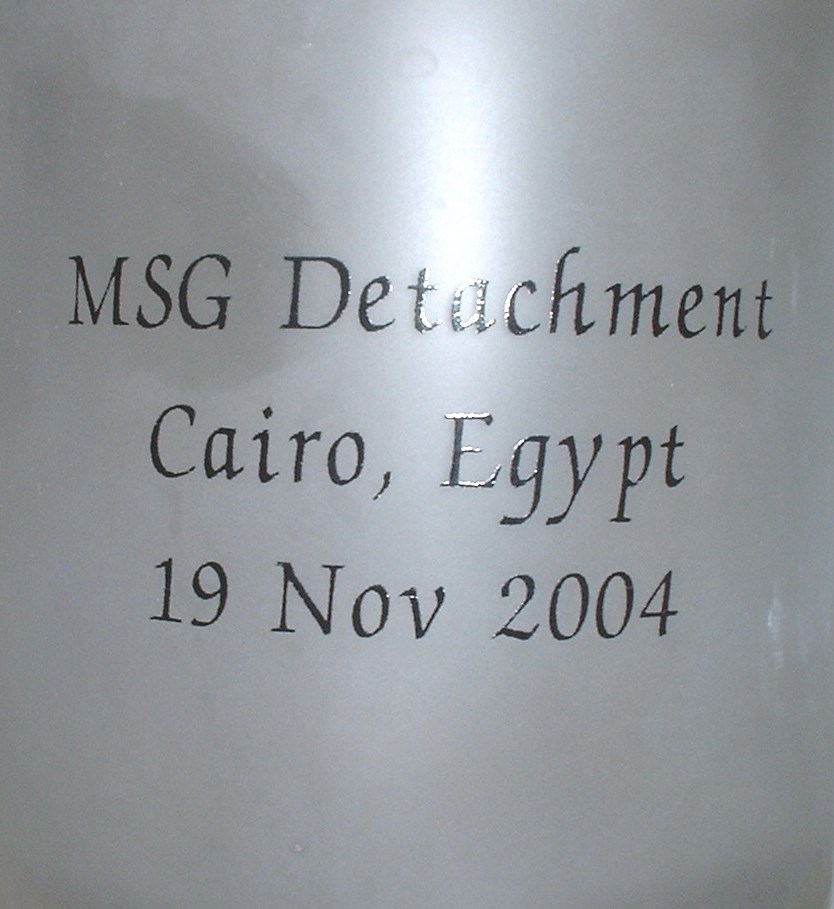 MSG Detachment
Cairo, Egypt
19 Nov 2004